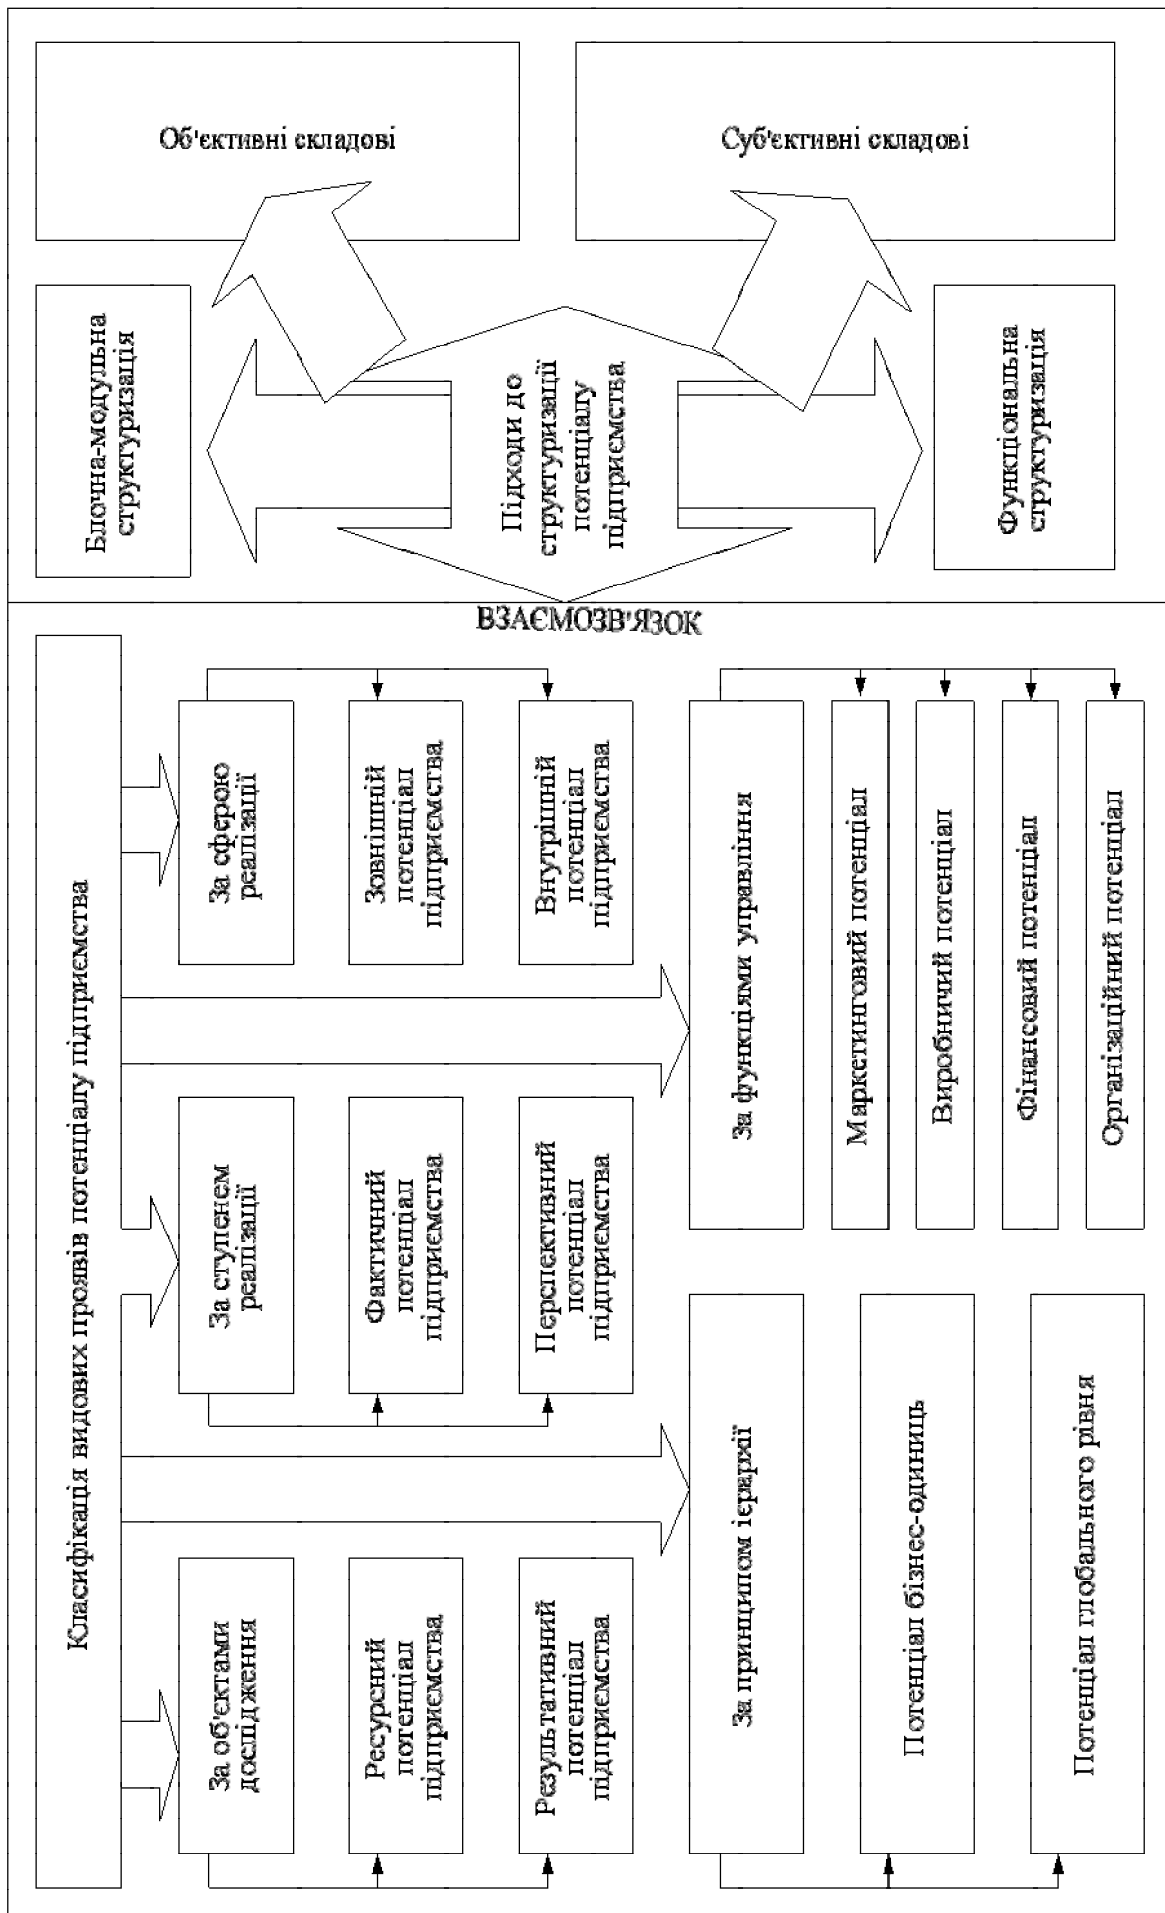 Об'єктивні складові
Суб'єктивні складові
Блочна-модульна
структуризація
Підходи до
структуризації
потенціалу
підприємства
Функціональна
структуризація
ВЗАЄМОЗВ'ЯЗОК
Класифікація видових проявів потенціалу підприємства
За об'єктами
дослідження
Ресурсний
потенціал
підприємства
Результативний
потенціал
підприємства
За ступенем
реалізації
Фактичний
потенціал
підприємства
Перспективний
потенціал
підприємства
За сферою
реалізації
Зовнішній
потенціал
підприємства
Внутрішній
потенціал
підприємства
За принципом ієраржії
Потенціал бізнес-одиниць
Потенціал глобального рівня
За функціями управління
Маркетинговий потенціал
Виробничий потенціал
Фінансовий потенціал
Організаційний потенціал